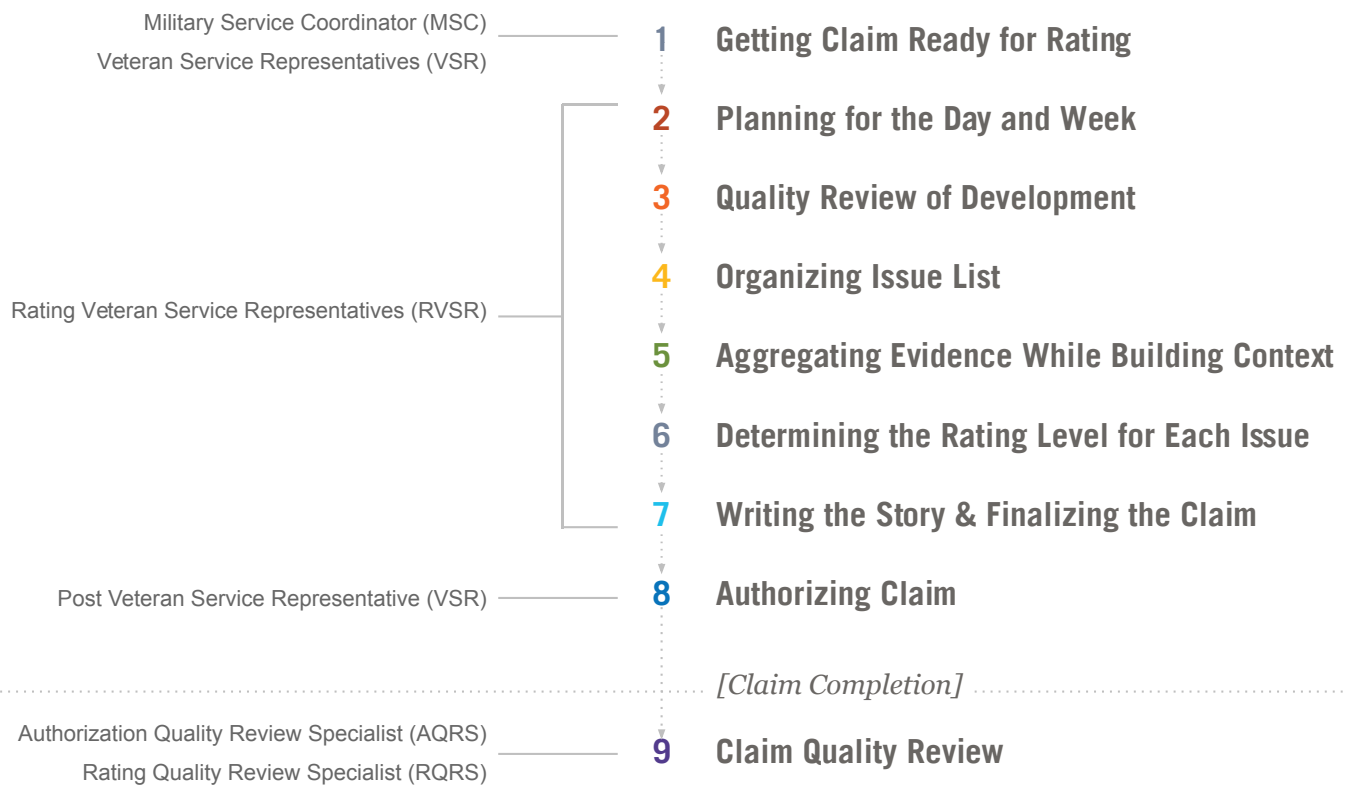 Military Service Coordinator (MSC)
Veteran Service Representatives (VSR)
1 Getting Claim Ready for Rating
2 Planning for the Day and Week
3 Quality Review of Development
4 Organizing Issue List
Rating Veteran Service Representatives (RVSR)
5 Aggregating Evidence While Building Context
6 Determining the Rating Level for Each Issue
7 Writing the Story & Finalizing the Claim
Post Veteran Service Representative (VSR)
8 Authorizing Claim
[Claim Completion]
Authorization Quality Review Specialist (AQRS)
Rating Quality Review Specialist (RQRS)
9 Claim Quality Review